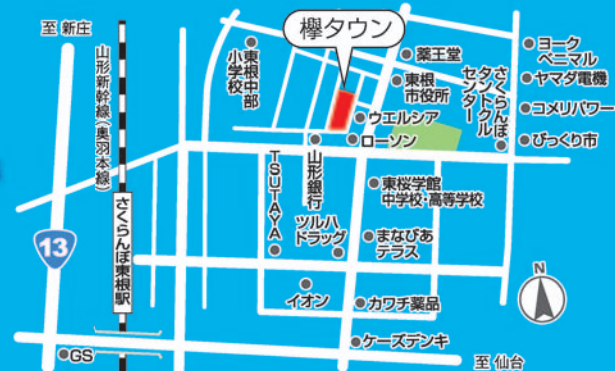 至 新庄
山形新幹線(奥羽本線)
さくらんぼ東根駅
13
GS
東根中部
小学校
欅タウン
薬王堂
東根
市役所
ウエルシア
ローソン
さくらんぼ
タントクル
センター
ヨーク
ベニマル
ヤマダ電機
コメリパワー
びっくり市
山形銀行
TSUTAYA
ツルハ
ドラッグ
東桜学館
中学校・高等学校
まなびあ
テラス
イオン
カワチ薬品
ケーズデンキ
N
至 仙台